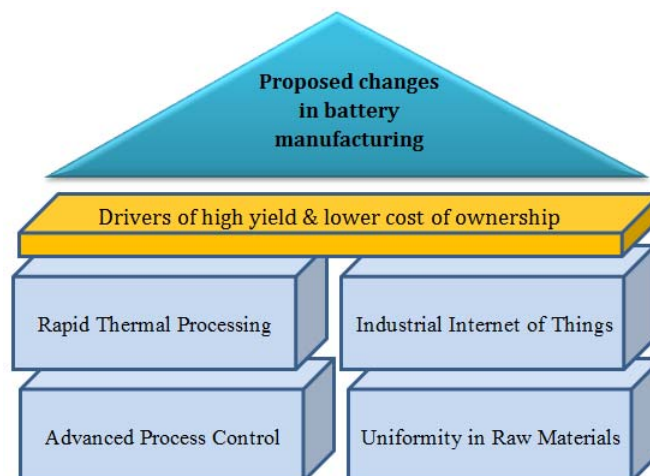 Proposed changes
in battery
manufacturing
Drivers of high yield & lower cost of ownership
Rapid Thermal Processing
Industrial Internet of Things
Advanced Process Control
Uniformity in Raw Materials